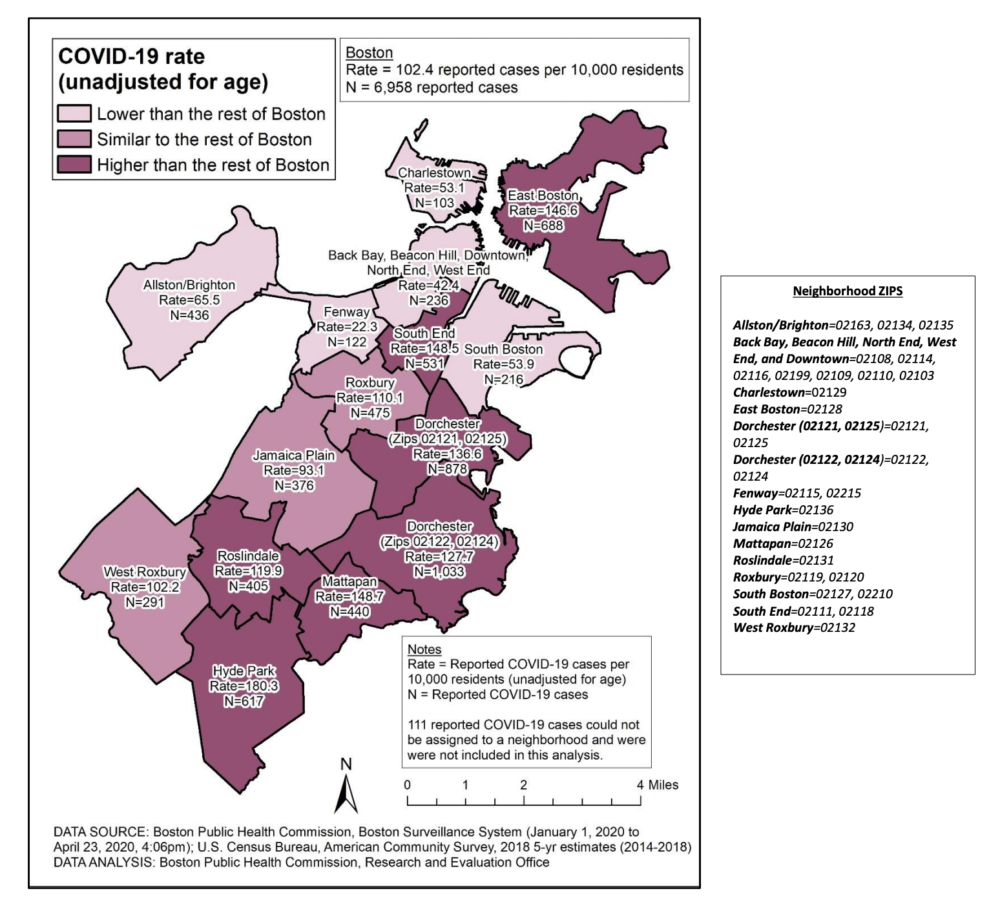 COVID-19 rate
(unadjusted for age)
Lower than the rest of Boston
Similar to the rest of Boston
Higher than the rest of Boston
Boston
Rate = 102.4 reported cases per 10,000 residents
N = 6,958 reported cases
Charlestown
Rate=53.1
N=103
East Boston
Rate=146.6
N=688
Back Bay, Beacon Hill, Downtown,
North End, West End
Rate=42.4
N=236
Allston/Brighton
Rate=65.5
N=436
Fenway
Rate=22.3
N=122
South End
Rate=148.5
N=531
South Boston
Rate=53.9
N=216
Roxbury
Rate=110.1
N=475
Dorchester
(Zips 02121, 02125)
Rate=136.6
N=878
Jamaica Plain
Rate=93.1
N=376
Dorchester
(Zips 02122, 02124)
Rate=127.7
N=1,033
Roslindale
Rate=119.9
N=405
West Roxbury
Rate=102.2
N=291
Mattapan
Rate=148.7
N=440
Hyde Park
Rate=180.3
N=617
Notes
Rate = Reported COVID-19 cases per
10,000 residents (unadjusted for age)
N = Reported COVID-19 cases
111 reported COVID-19 cases could not
be assigned to a neighborhood and were
were not included in this analysis.
N
0 1 2 4 Miles
DATA SOURCE: Boston Public Health Commission, Boston Surveillance System (January 1, 2020 to
April 23, 2020, 4:06pm); U.S. Census Bureau, American Community Survey, 2018 5-yr estimates (2014-2018)
DATA ANALYSIS: Boston Public Health Commission, Research and Evaluation Office
Neighborhood ZIPS
Allston/Brighton=02163, 02134, 02135
Back Bay, Beacon Hill, North End, West
End, and Downtown=02108, 02114,
02116, 02199, 02109, 02110, 02103
Charlestown=02129
East Boston=02128
Dorchester (02121, 02125)=02121,
02125
Dorchester (02122, 02124)=02122,
02124
Fenway=02115, 02215
Hyde Park=02136
Jamaica Plain=02130
Mattapan=02126
Roslindale=02131
Roxbury=02119, 02120
South Boston=02127, 02210
South End=02111, 02118
West Roxbury=02132